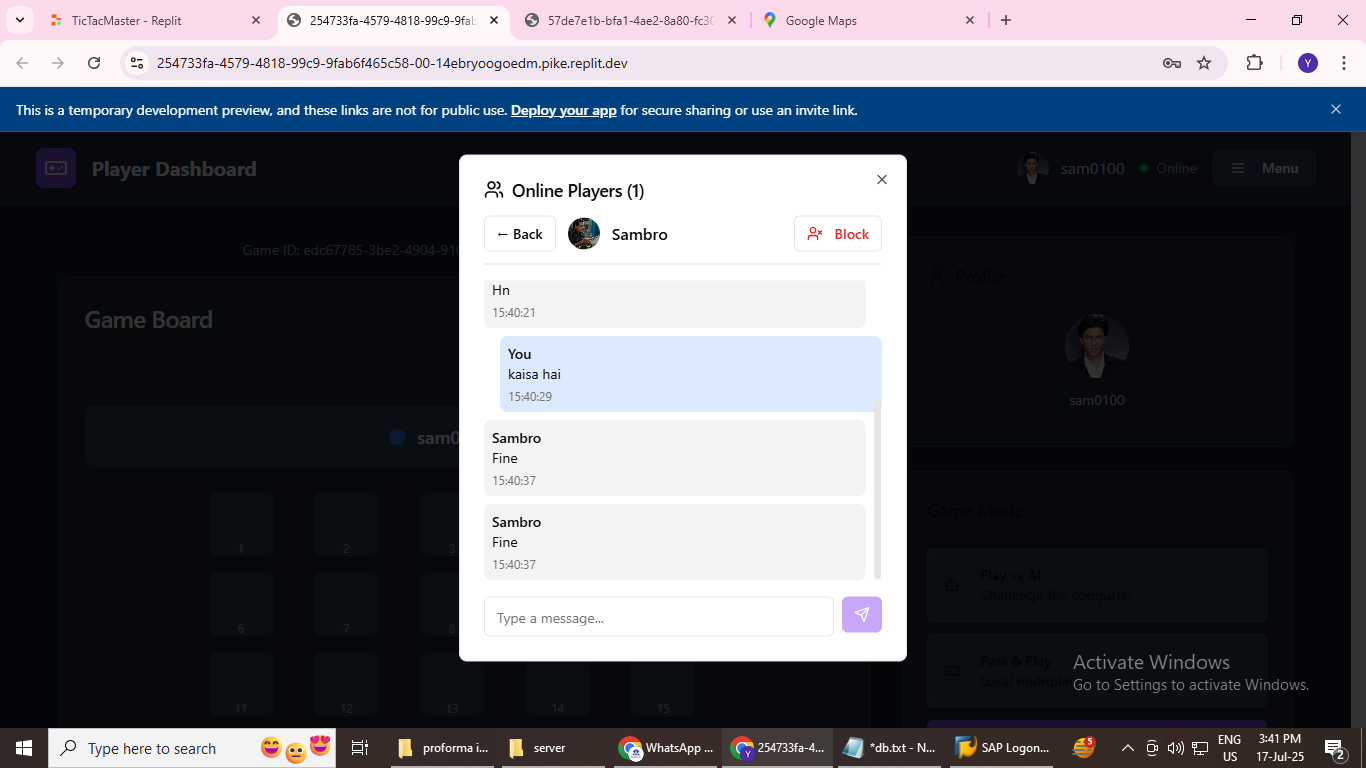 TicTacMaster - Replit
254733fa-4579-4818-99c9-9fab
57de7e1b-bfa1-4ae2-8a80-fc30
Google Maps
254733fa-4579-4818-99c9-9fab6f465c58-00-14ebryoogoedm.pike.replit.dev
Y
This is a temporary development preview, and these links are not for public use. Deploy your app for secure sharing or use an invite link.
Player Dashboard
sam0100
Online
Menu
Online Players (1)
← Back
Sambro
Block
Game ID: edc67785-3be2-4904-910
Profile
Hn
15:40:21
Game Board
You
kaisa hai
15:40:29
sam0100
sam0
Sambro
Fine
15:40:37
Game Mode
Sambro
Fine
15:40:37
1
2
3
Play vs AI
Challenge the computer
Type a message...
6
7
8
Pass & Play
Local multipla
Activate Windows
Go to Settings to activate Windows.
11
12
13
14
15
Type here to search
proforma i...
server
WhatsApp ...
254733fa-4...
*db.txt - N...
SAP Logon...
5
ENG
US
3:41 PM
17-Jul-25
2